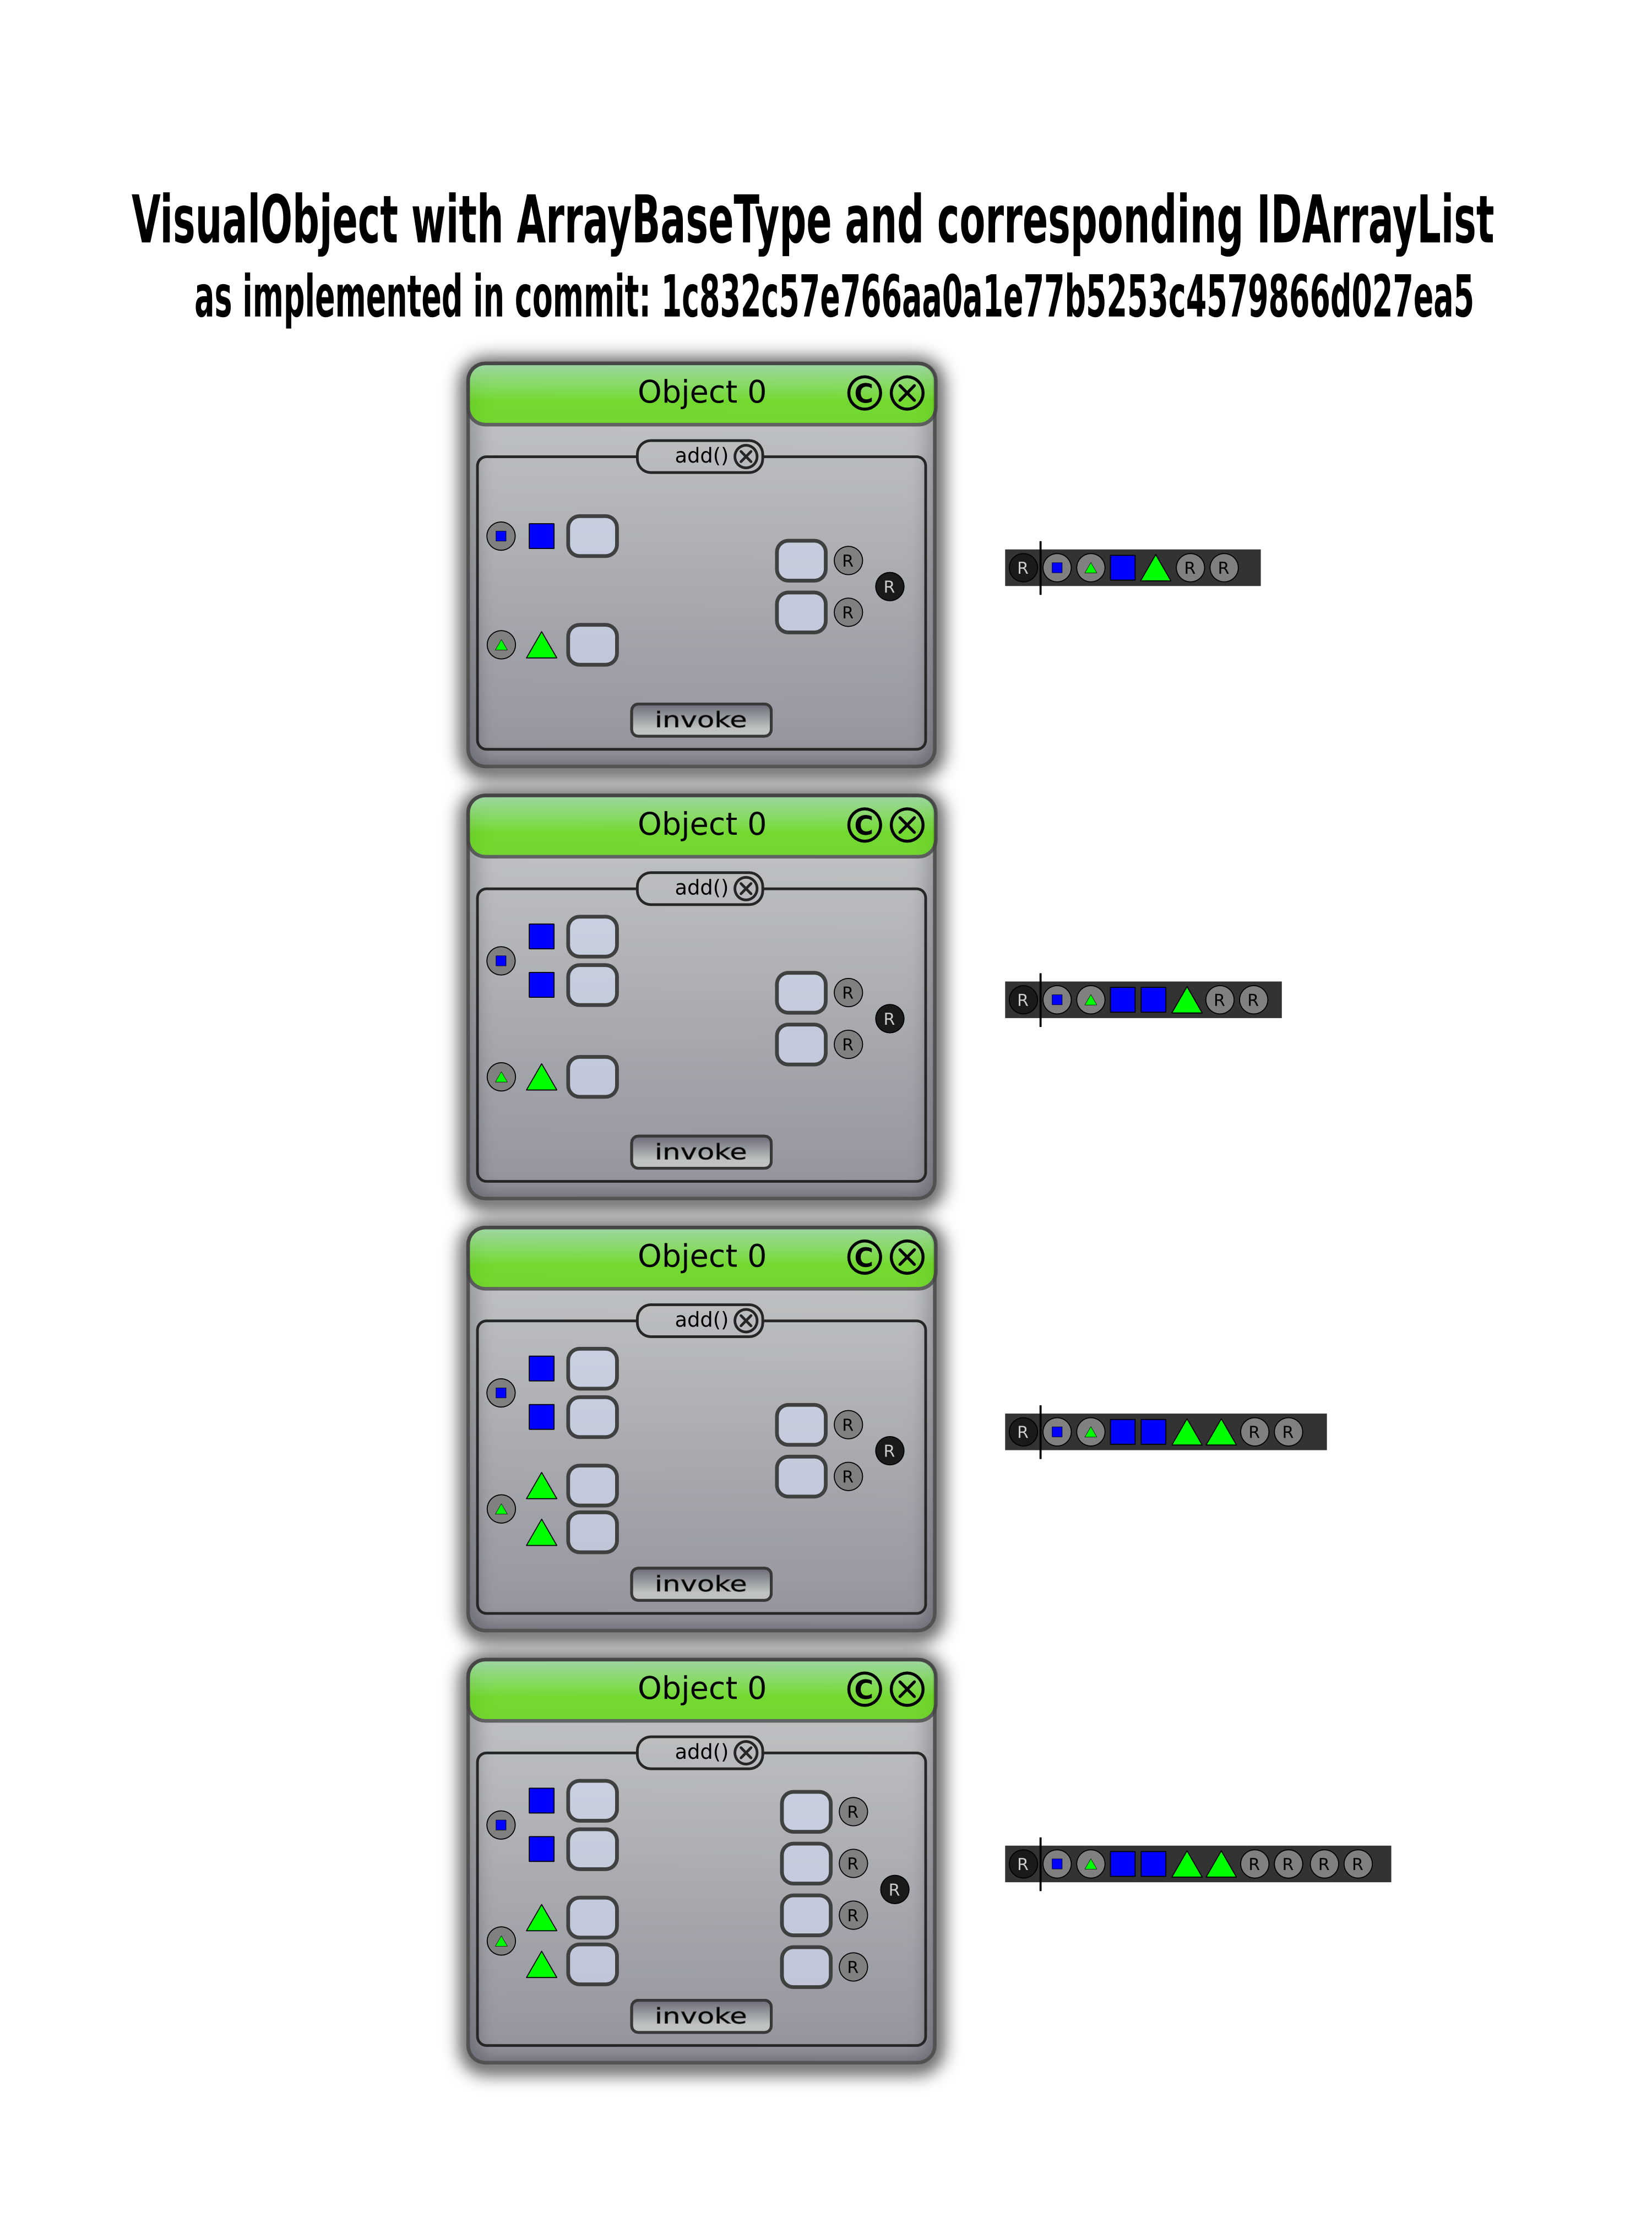 VisualObject with ArrayBaseType and corresponding IDArrayList
as implemented in commit: 1c832c57e766aa0a1e77b5253c4579866d027ea5
Object 0 C
add()
R
R
R
invoke
R R R
Object 0 C
add()
R
R
R
invoke
R R R
Object 0 C
add()
R
R
R
invoke
R R R
Object 0 C
add()
R
R
R
R
R
invoke
R R R R R